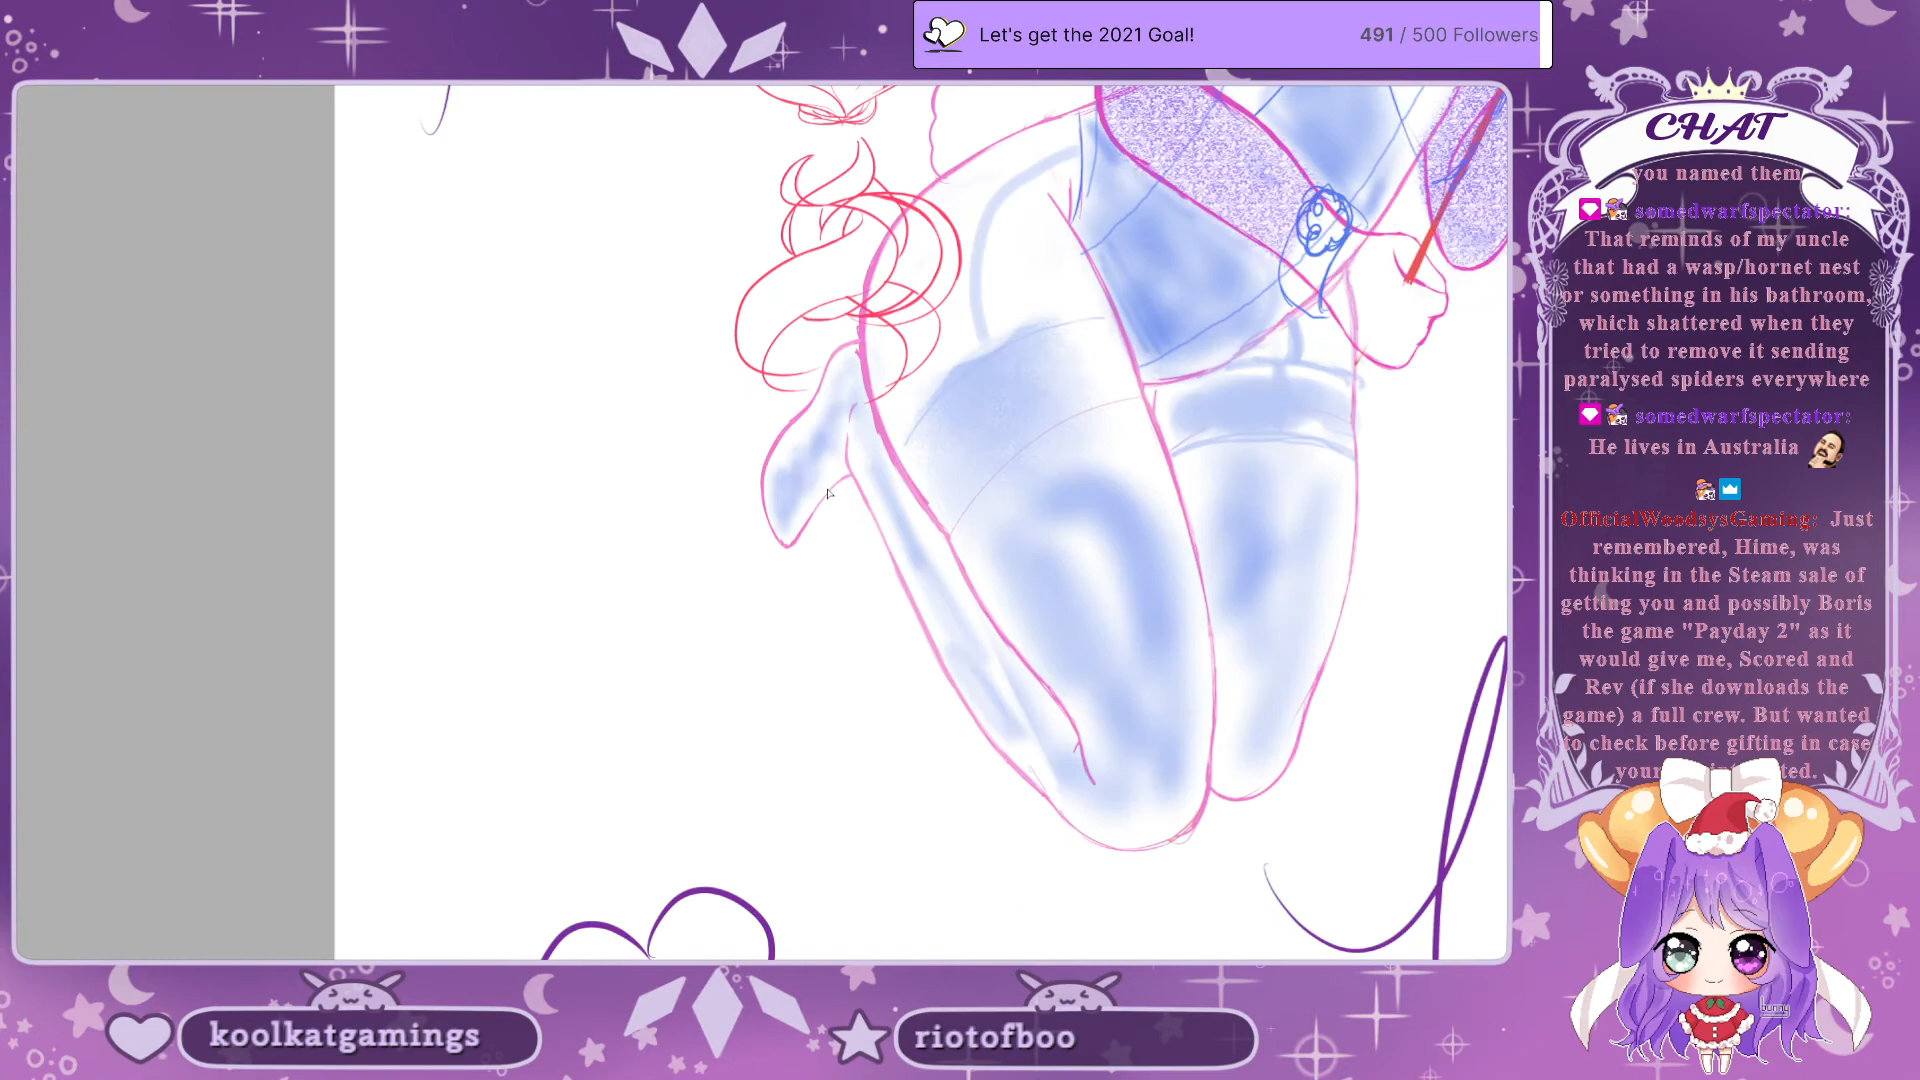 Let's get the 2021 Goal!
491 / 500 Followers
CHAT
you named them
somedwarfspectator:
That reminds of my uncle
that had a wasp/hornet nest
or something in his bathroom,
which shattered when they
tried to remove it sending
paralysed spiders everywhere
somedwarfspectator:
He lives in Australia
OfficialWoodsysGaming: Just
remembered, Hime, was
thinking in the Steam sale of
getting you and possibly Boris
the game "Payday 2" as it
would give me, Scored and
Rev (if she downloads the
game) a full crew. But wanted
to check before gifting in case
bunny
koolkatgamings
riotofboo